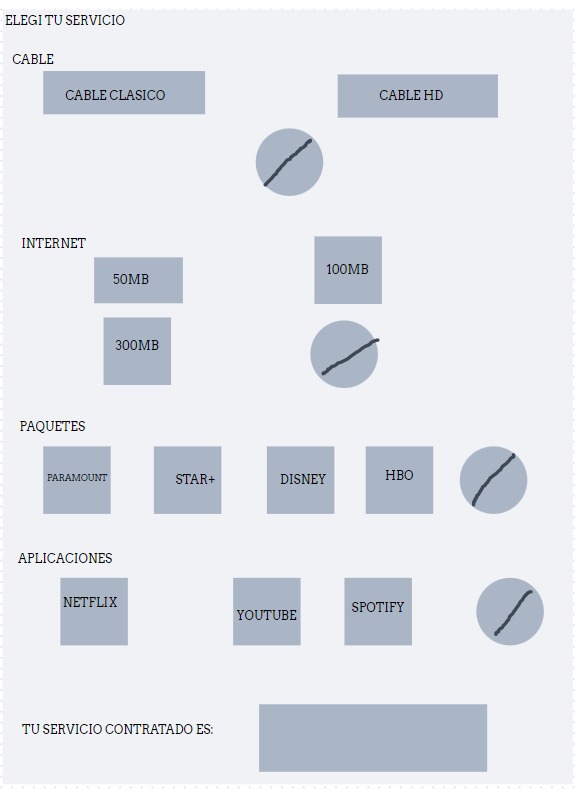 ELEGI TU SERVICIO
CABLE
CABLE CLASICO
CABLE HD
INTERNET
50MB
100MB
300MB
PAQUETES
PARAMOUNT
STAR+
DISNEY
HBO
APLICACIONES
NETFLIX
YOUTUBE
SPOTIFY
TU SERVICIO CONTRATADO ES: